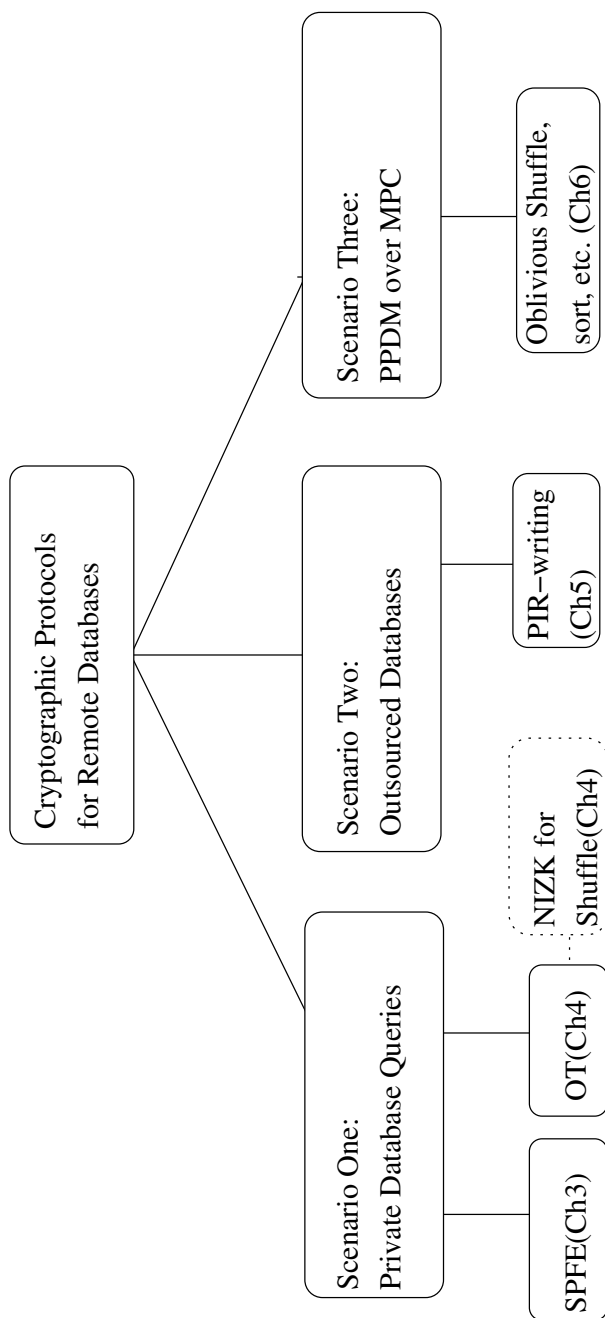 Cryptographic Protocols
for Remote Databases
Scenario One:
Private Database Queries
Scenario Two:
Outsourced Databases
Scenario Three:
PPDM over MPC
SPFE(Ch3)
OT(Ch4)
NIZK for
Shuffle(Ch4)
PIR−writing
(Ch5)
Oblivious Shuffle,
sort, etc. (Ch6)